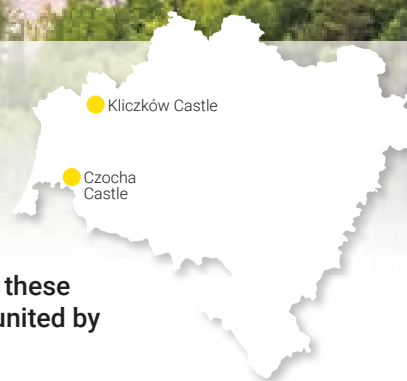 Kliczków Castle
Czocha
Castle
these
united by